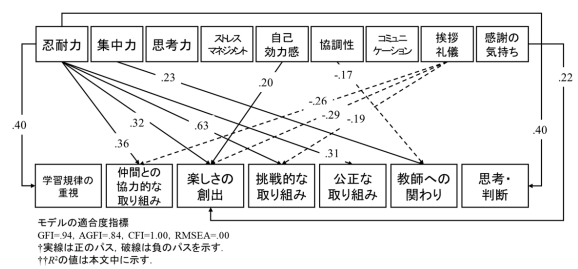 忍耐力
集中力
思考力
ストレス
マネジメント
自己
効力感
協調性
コミュニ
ケーション
挨拶
礼儀
感謝の
気持ち
.23
.20
-.17
.22
-.26
-.29
-.19
.40
.36
.32
.63
.31
.40
学習規律の
重視
仲間との
協力的な
取り組み
楽しさの
創出
挑戦的な
取り組み
公正な
取り組み
教師への
関わり
思考・
判断
モデルの適合度指標
GFI=.94, AGFI=.84, CFI=1.00, RMSEA=.00
†実線は正のパス, 破線は負のパスを示す.
††R²の値は本文中に示す.